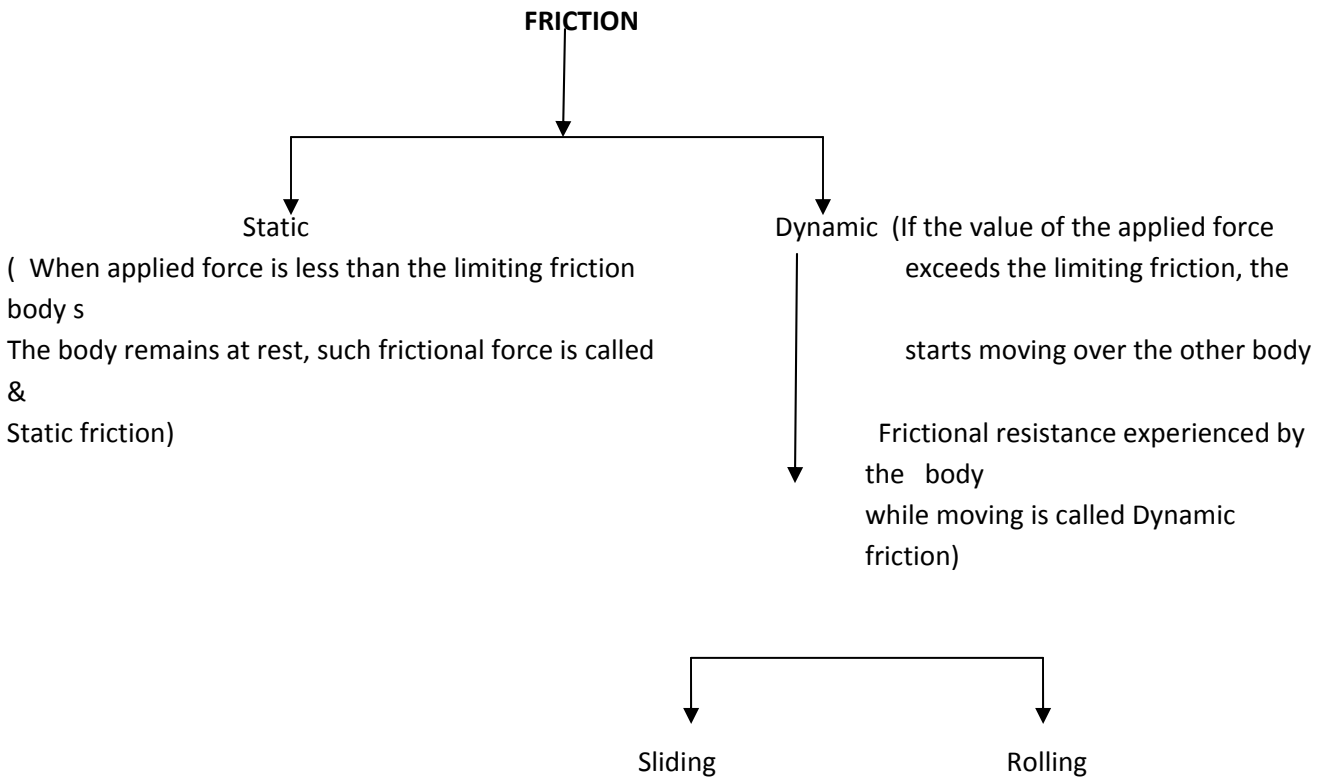 FRICTION
Static
( When applied force is less than the limiting friction
body s
The body remains at rest, such frictional force is called
&
Static friction)
Dynamic (If the value of the applied force
exceeds the limiting friction, the
starts moving over the other body
Frictional resistance experienced by
the body
while moving is called Dynamic
friction)
Sliding
Rolling